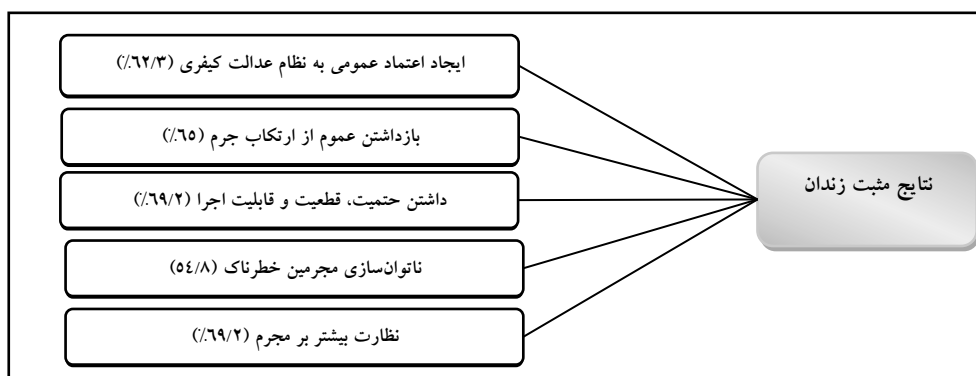 ایجاد اعتماد عمومی به نظام عدالت کیفری (٦٢/٣٪)
بازداشتن عموم از ارتکاب جرم (٦٥٪)
داشتن حتمیت، قطعیت و قابلیت اجرا (٦٩/٢٪)
ناتوان‌سازی مجرمین خطرناک (٥٤/٨)
نظارت بیشتر بر مجرم (٦٩/٢٪)
نتایج مثبت زندان